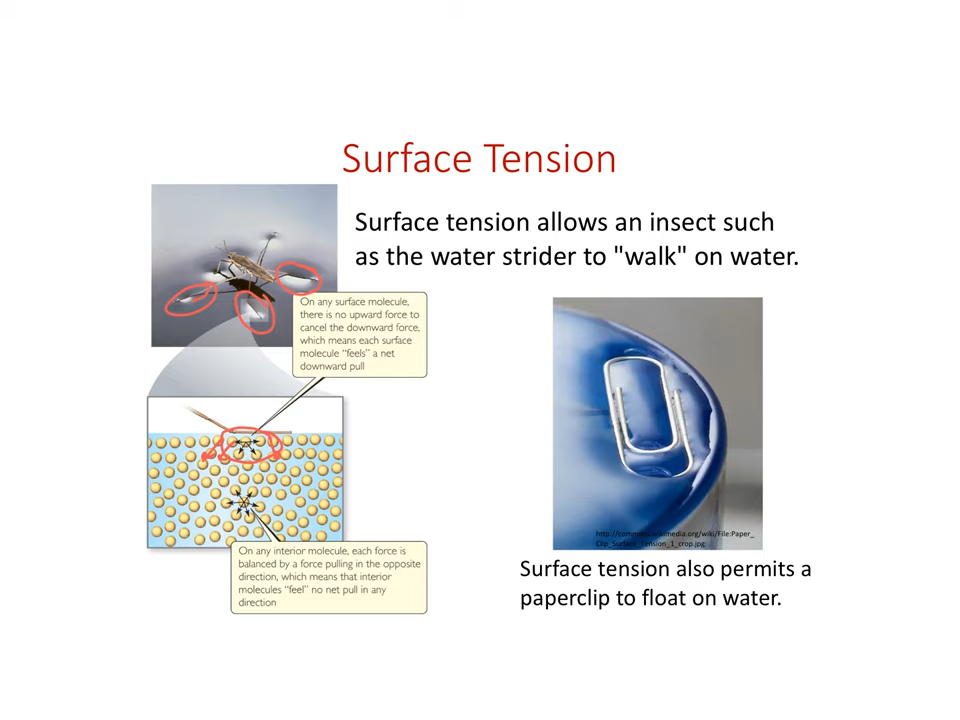 Surface Tension
Surface tension allows an insect such
as the water strider to "walk" on water.
On any surface molecule,
there is no upward force to
cancel the downward force,
which means each surface
molecule “feels” a net
downward pull
On any interior molecule, each force is
balanced by a force pulling in the opposite
direction, which means that interior
molecules “feel” no net pull in any
direction
http://commons.wikimedia.org/wiki/File:Paper_
Clip_Surface_Tension_1_crop.jpg
Surface tension also permits a
paperclip to float on water.